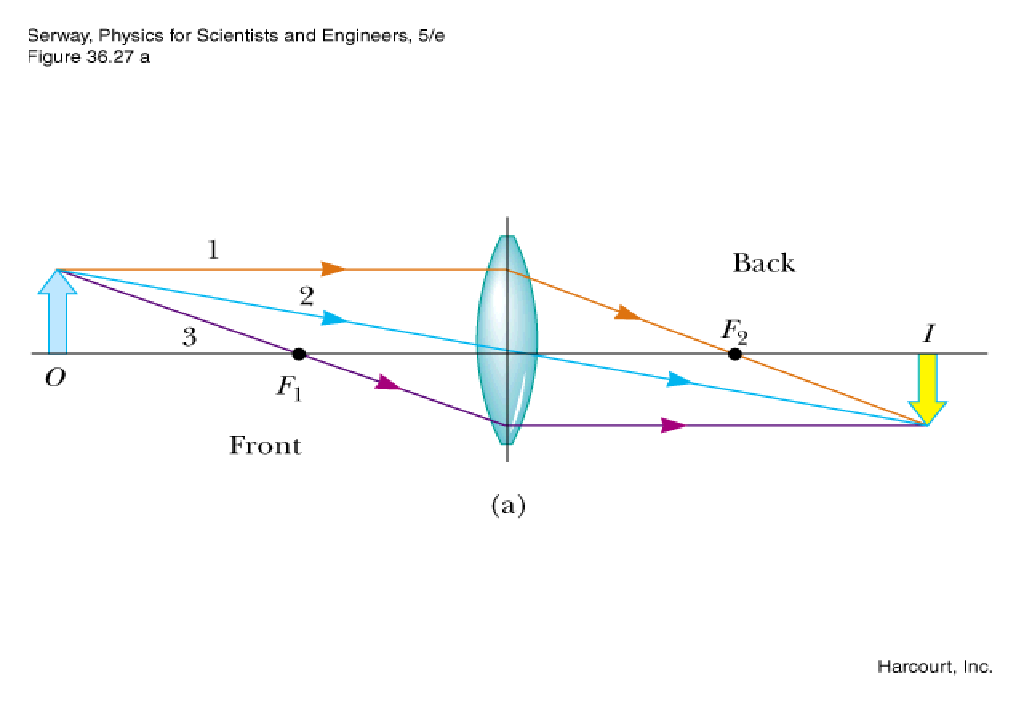 Serway, Physics for Scientists and Engineers, 5/e
Figure 36.27 a
1
Back
2
F2
I
3
O
F1
Front
(a)
Harcourt, Inc.